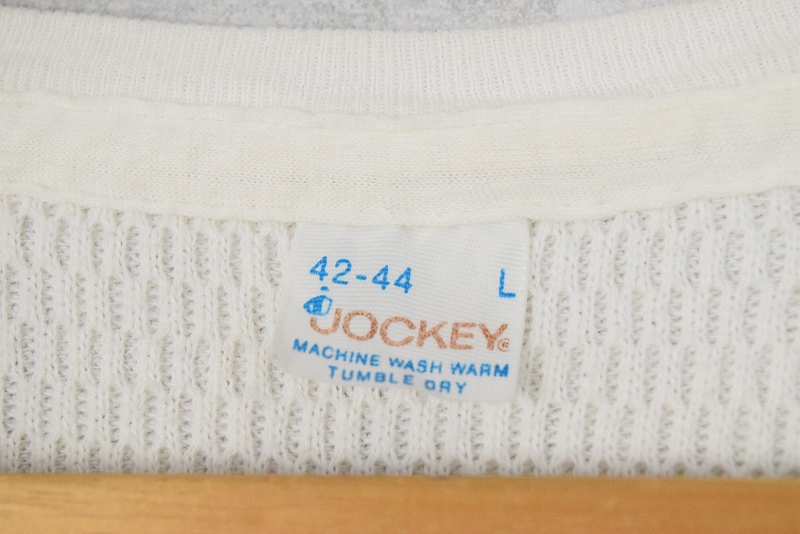 42-44 L
JOCKEY®
MACHINE WASH WARM
TUMBLE DRY